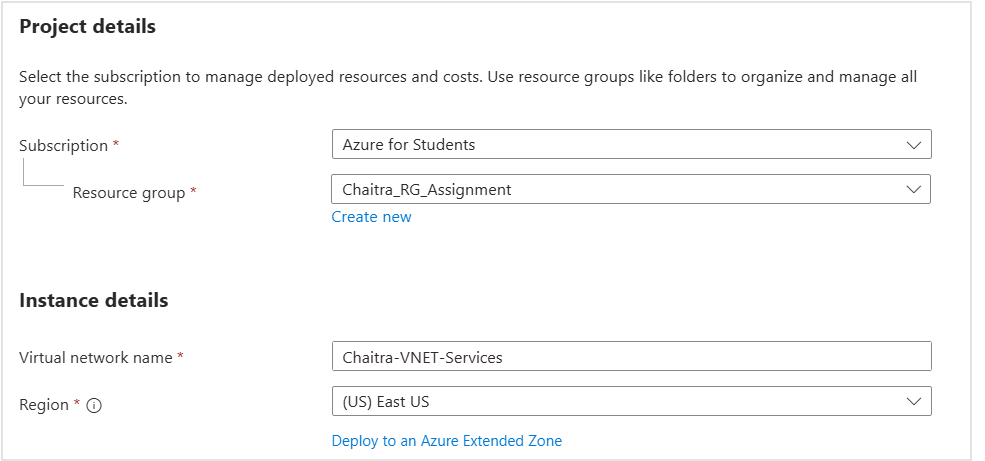 Project details
Select the subscription to manage deployed resources and costs. Use resource groups like folders to organize and manage all
your resources.
Subscription *
Azure for Students
Resource group *
Chaitra_RG_Assignment
Create new
Instance details
Virtual network name *
Chaitra-VNET-Services
Region *
(US) East US
Deploy to an Azure Extended Zone